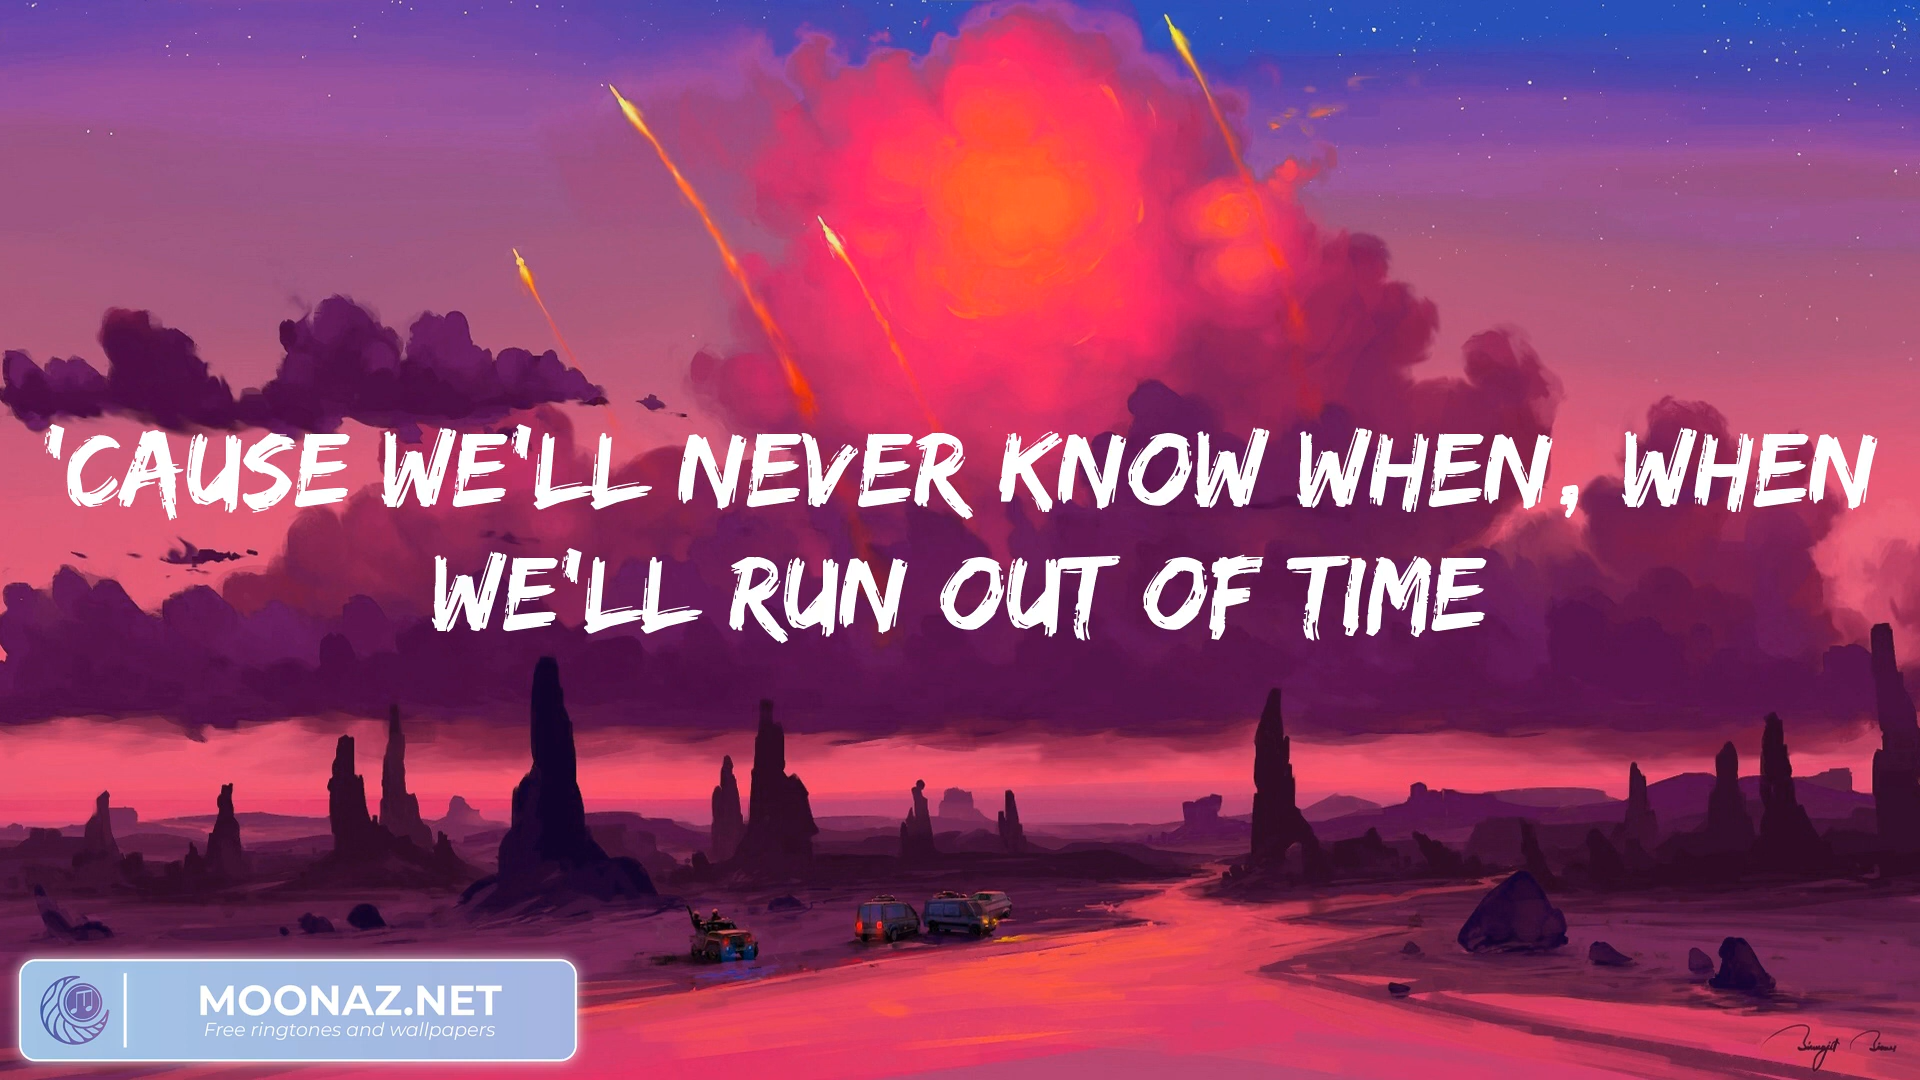 'CAUSE WE'LL NEVER KNOW WHEN, WHEN
WE'LL RUN OUT OF TIME
MOONAZ.NET
Free ringtones and wallpapers